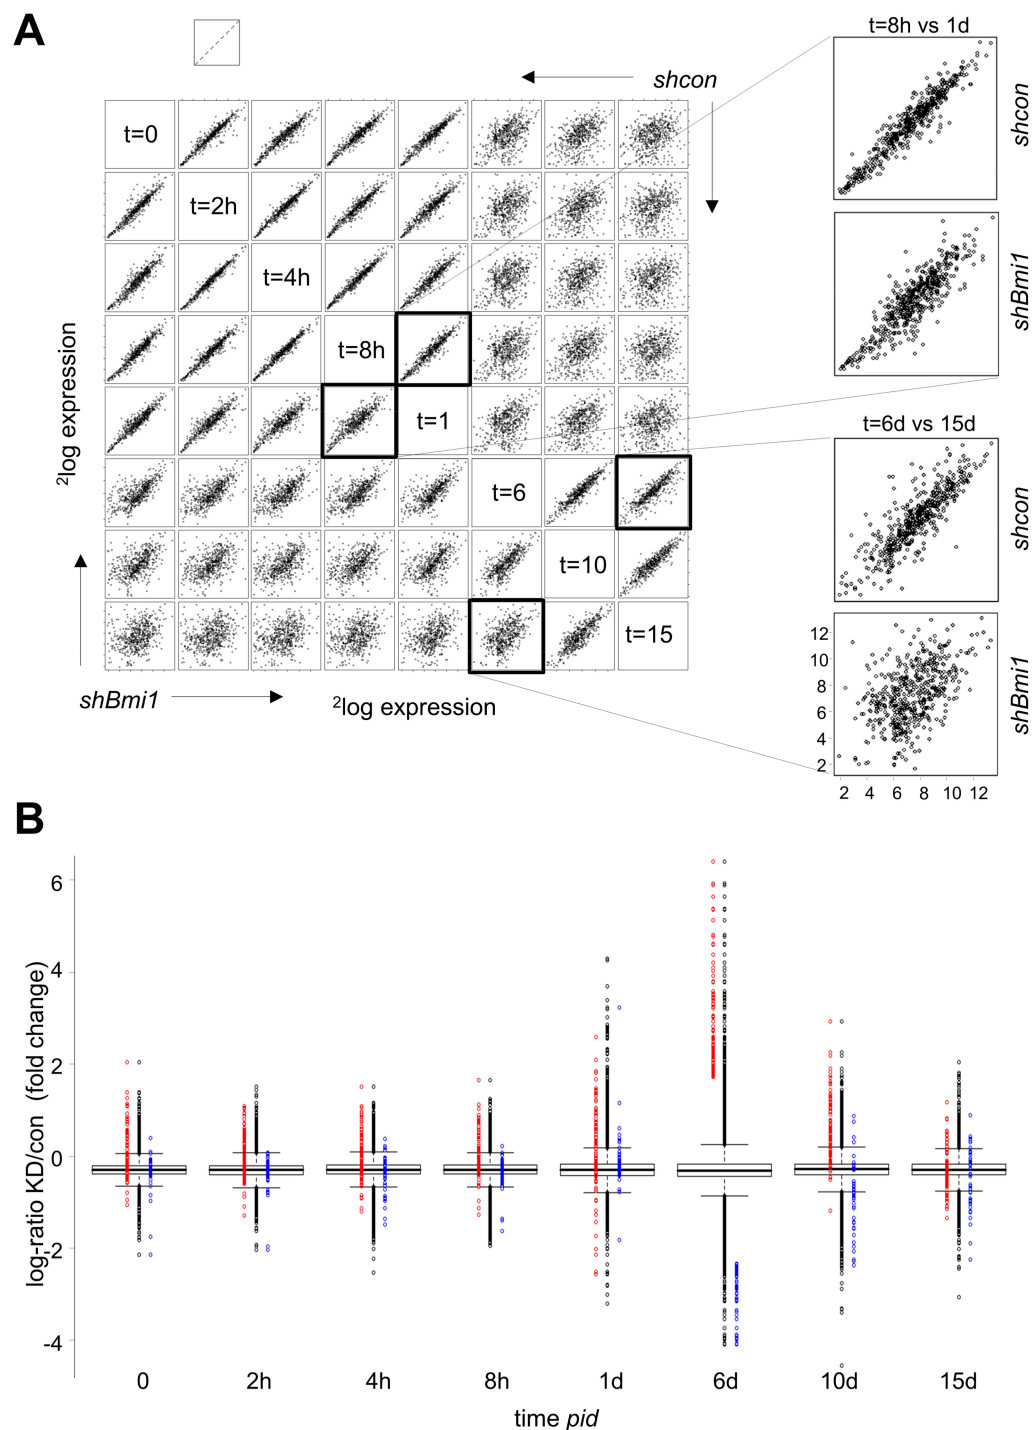 A
t=8h vs 1d
shcon
shcon
t=0
t=2h
t=4h
t=8h
t=1
t=6
t=10
t=15
²log expression
shBmi1
²log expression
shBmi1
t=6d vs 15d
shcon
shBmi1
12
10
8
6
4
2
2 4 6 8 10 12
B
log-ratio KD/con (fold change)
6
4
2
0
-2
-4
0 2h 4h 8h 1d 6d 10d 15d
time pid